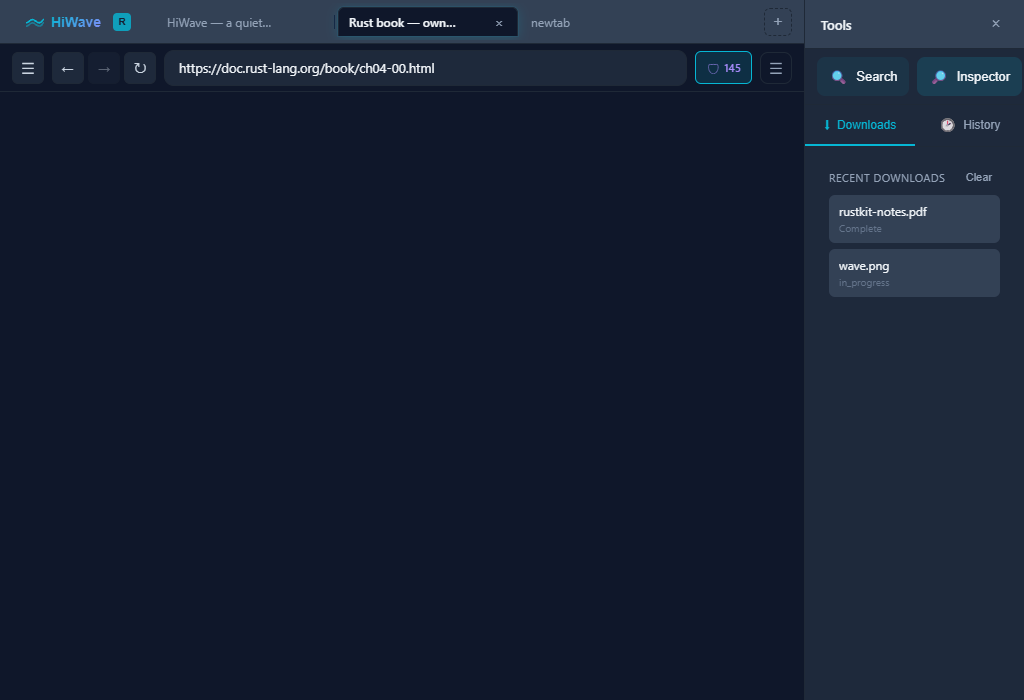 HiWave R HiWave — a quiet... Rust book — own... × newtab +
https://doc.rust-lang.org/book/ch04-00.html 145
Tools ×
Search Inspector
Downloads History
RECENT DOWNLOADS Clear
rustkit-notes.pdf
Complete
wave.png
in_progress